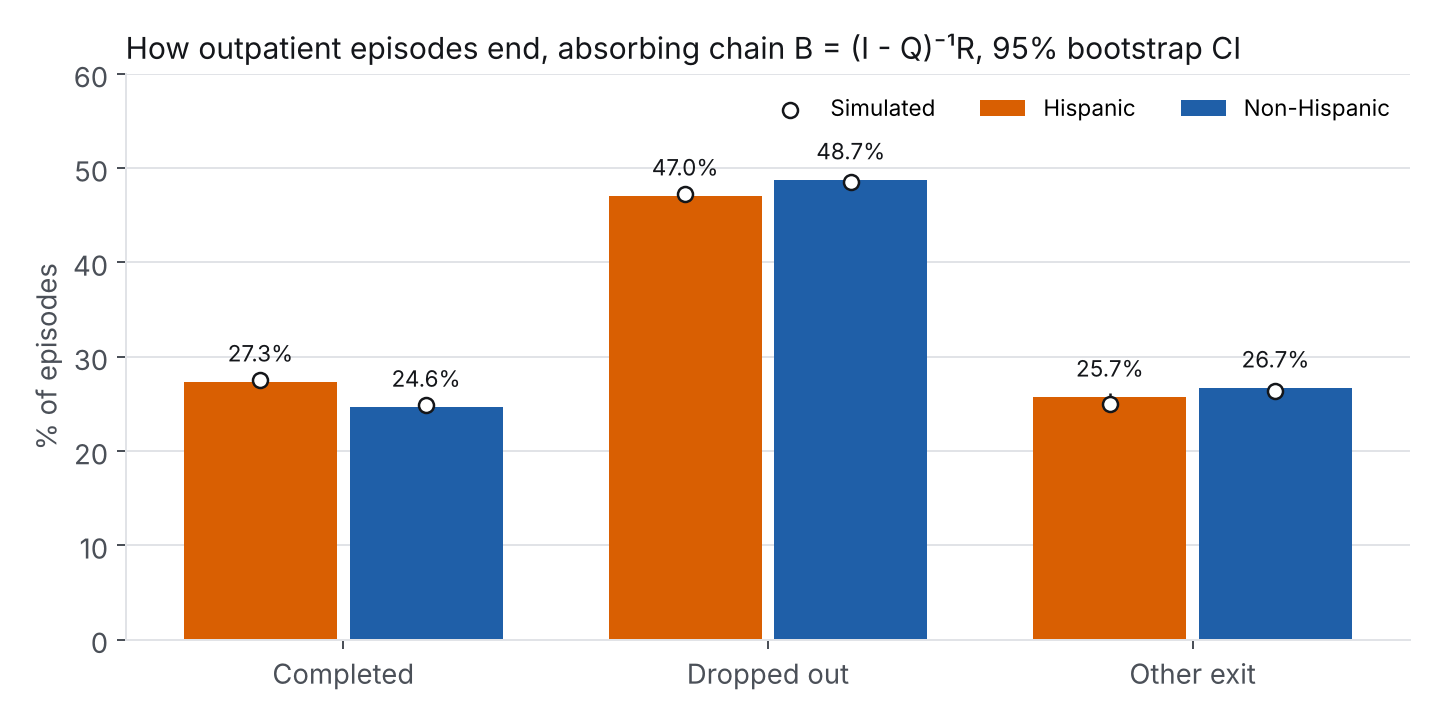 How outpatient episodes end, absorbing chain B = (I - Q)⁻¹R, 95% bootstrap CI
Simulated
Hispanic
Non-Hispanic
% of episodes
60
50
40
30
20
10
0
27.3%
24.6%
47.0%
48.7%
25.7%
26.7%
Completed
Dropped out
Other exit